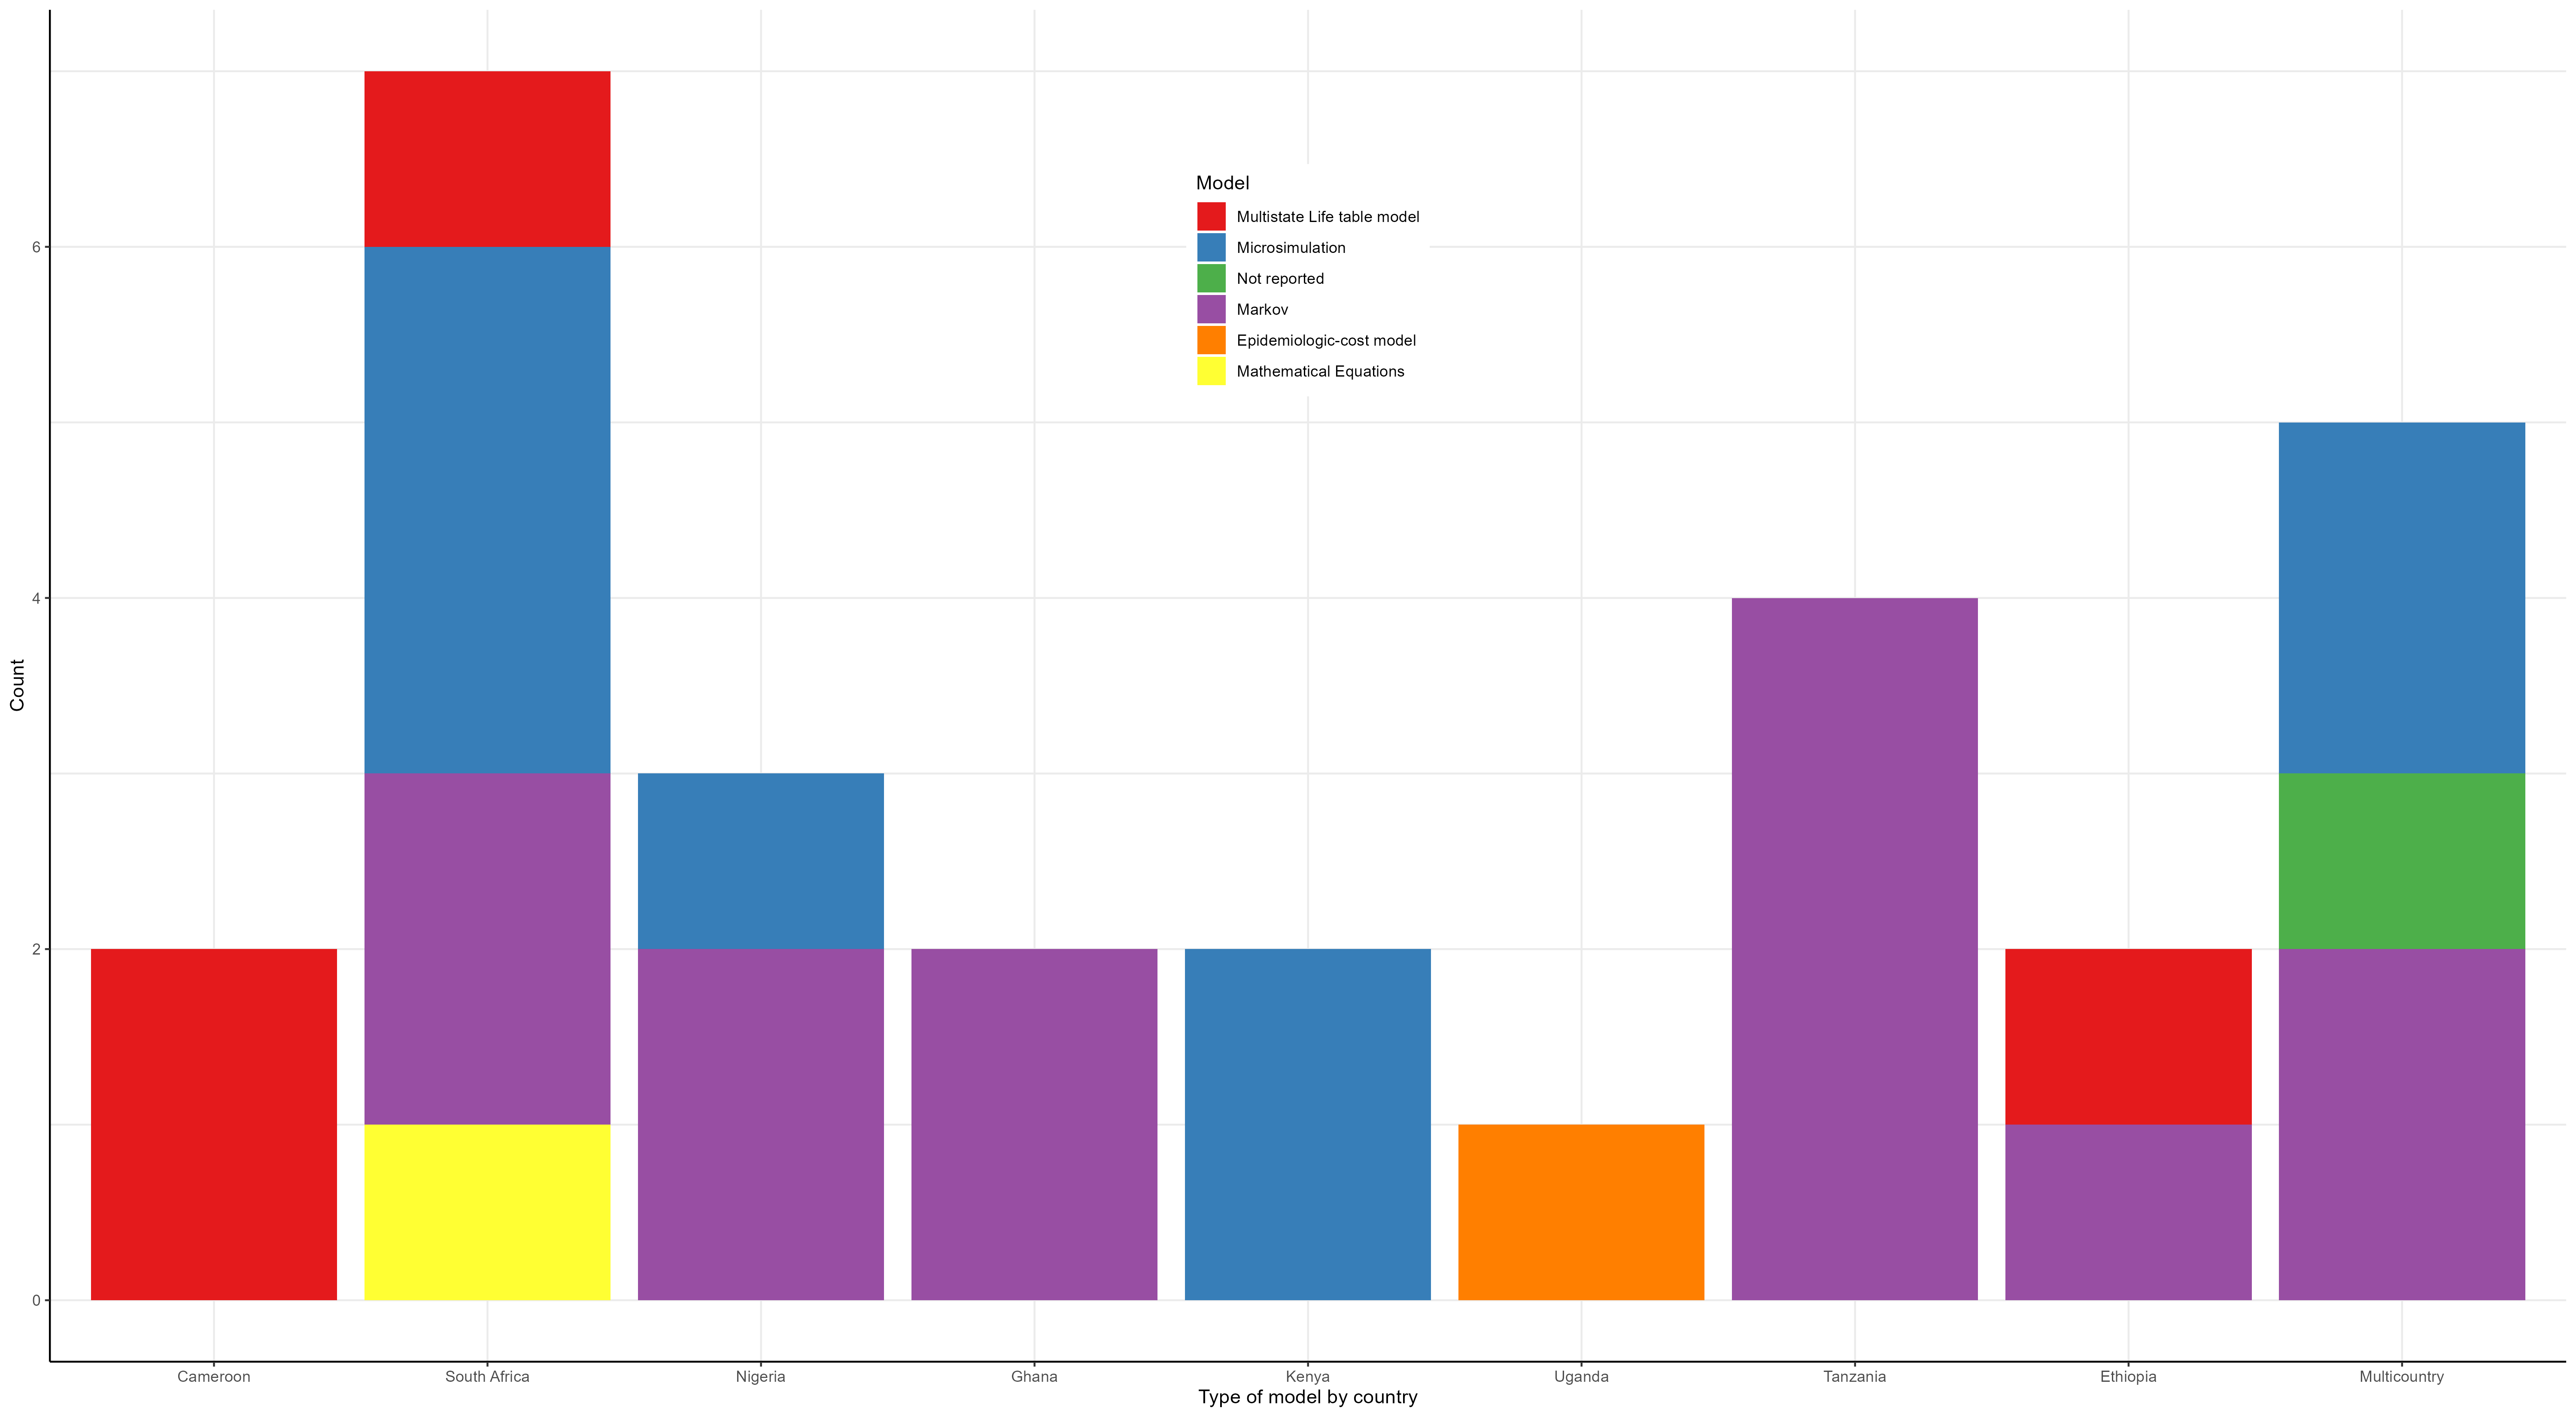 Model
Multistate Life table model
Microsimulation
Not reported
Markov
Epidemiologic-cost model
Mathematical Equations
Count
6
4
2
0
Cameroon South Africa Nigeria Ghana Kenya Uganda Tanzania Ethiopia Multicountry
Type of model by country